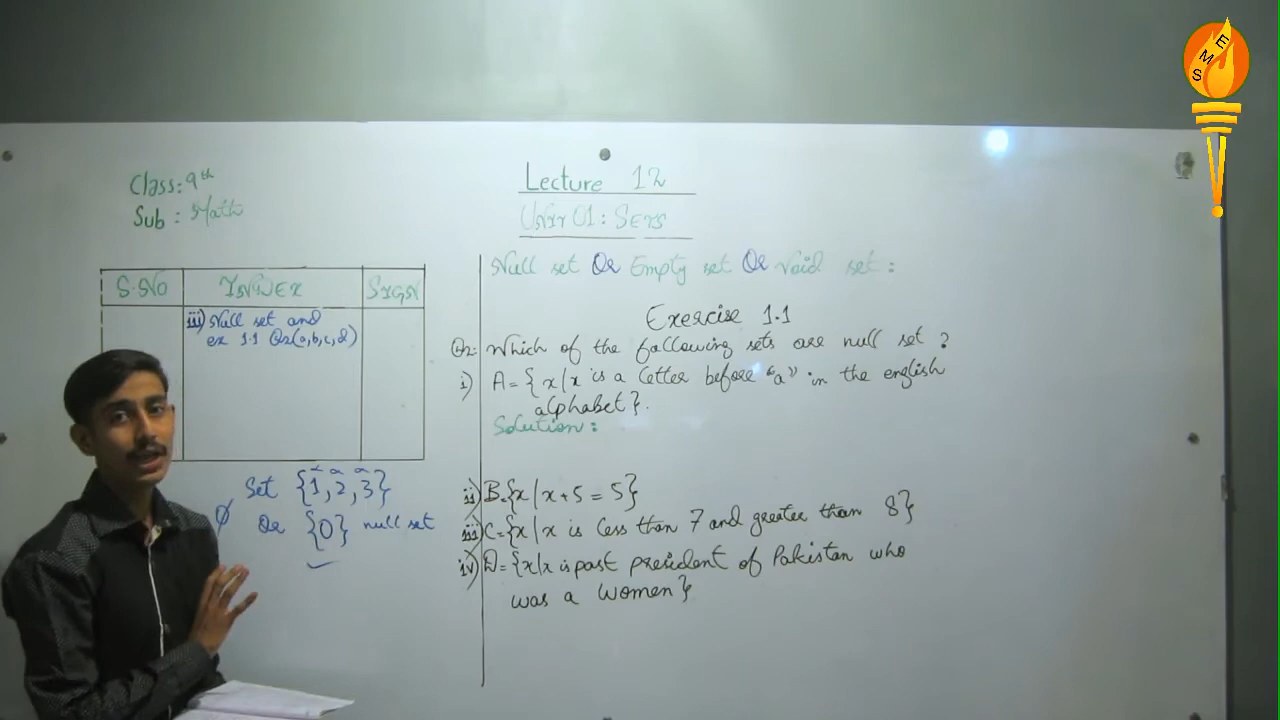 E
M
S
Class: 9th
Sub : Math
Lecture 12
Unit 01: Sets
S.No INDEX SIGN
iii) Null set and
ex 1.1 Q2(a,b,c,d)
Set {1,2,3}
∅ Or {0} null set
Null set Or Empty set Or Void set :
Exercise 1.1
Q2: Which of the following sets are null set ?
i) A={x/x is a letter before "a" in the english
alphabet}.
Solution :
ii) B={x/x+5=5}
iii) C={x/x is less than 7 and greater than 8}
iv) D={x/x is past president of Pakistan who
was a women}